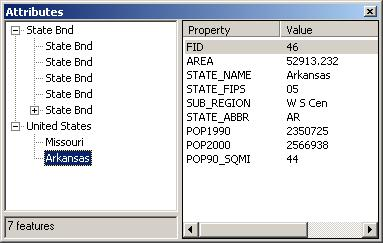 Attributes
State Bnd
State Bnd
State Bnd
State Bnd
State Bnd
State Bnd
United States
Missouri
Arkansas
7 features
Property Value
FID 46
AREA 52913.232
STATE_NAME Arkansas
STATE_FIPS 05
SUB_REGION W S Cen
STATE_ABBR AR
POP1990 2350725
POP2000 2566938
POP90_SQMI 44